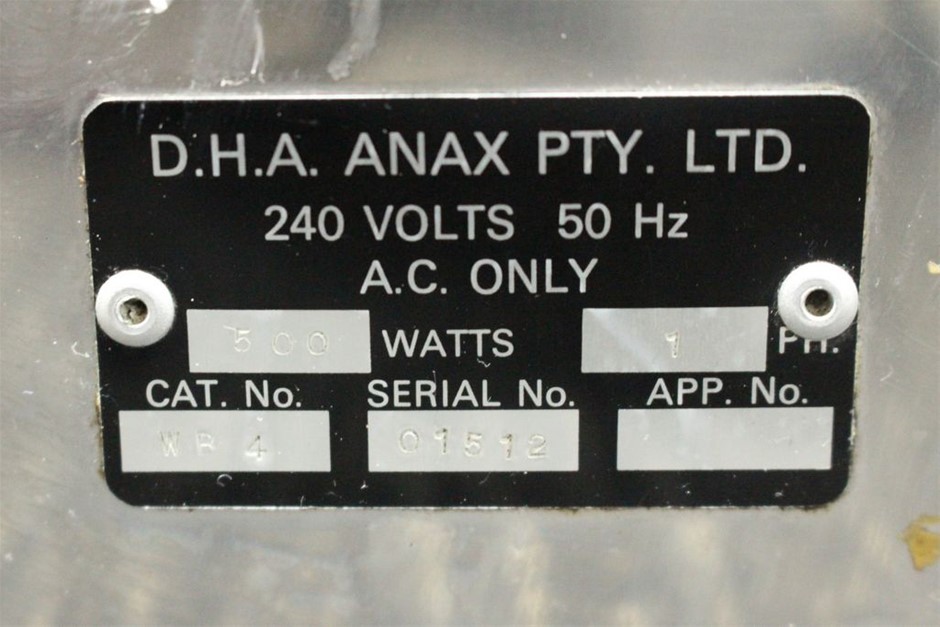 D.H.A. ANAX PTY. LTD.
240 VOLTS 50 Hz
A.C. ONLY
500 WATTS 1 PH.
CAT. No. SERIAL No. APP. No.
WB 4 01512